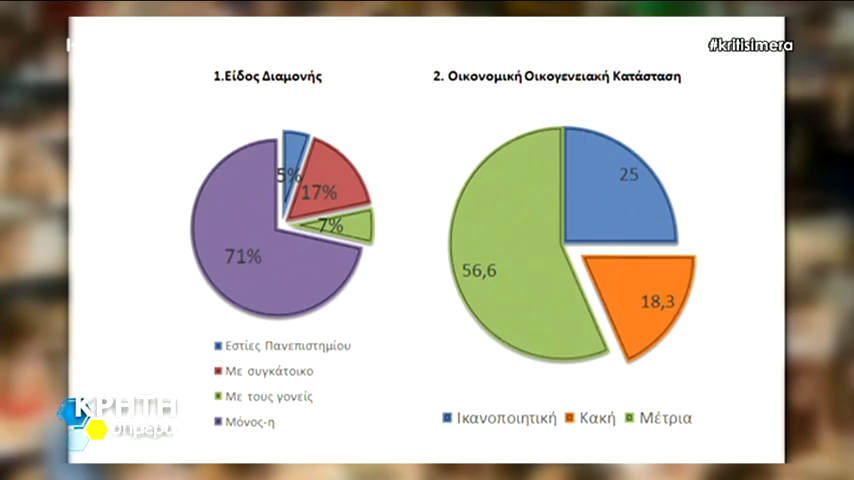 #kritisimera
1.Είδος Διαμονής
2. Οικονομική Οικογενειακή Κατάσταση
5%
17%
7%
71%
25
18,3
56,6
Εστίες Πανεπιστημίου
Με συγκάτοικο
Με τους γονείς
Μόνος-η
Ικανοποιητική Κακή Μέτρια
ΚΡΗΤΗ
σήμερα